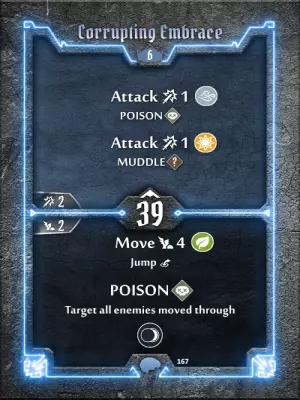 Corrupting Embrace
6
Attack 1
POISON
Attack 1
MUDDLE ?
2
39
2
Move 4
Jump
POISON
Target all enemies moved through
167